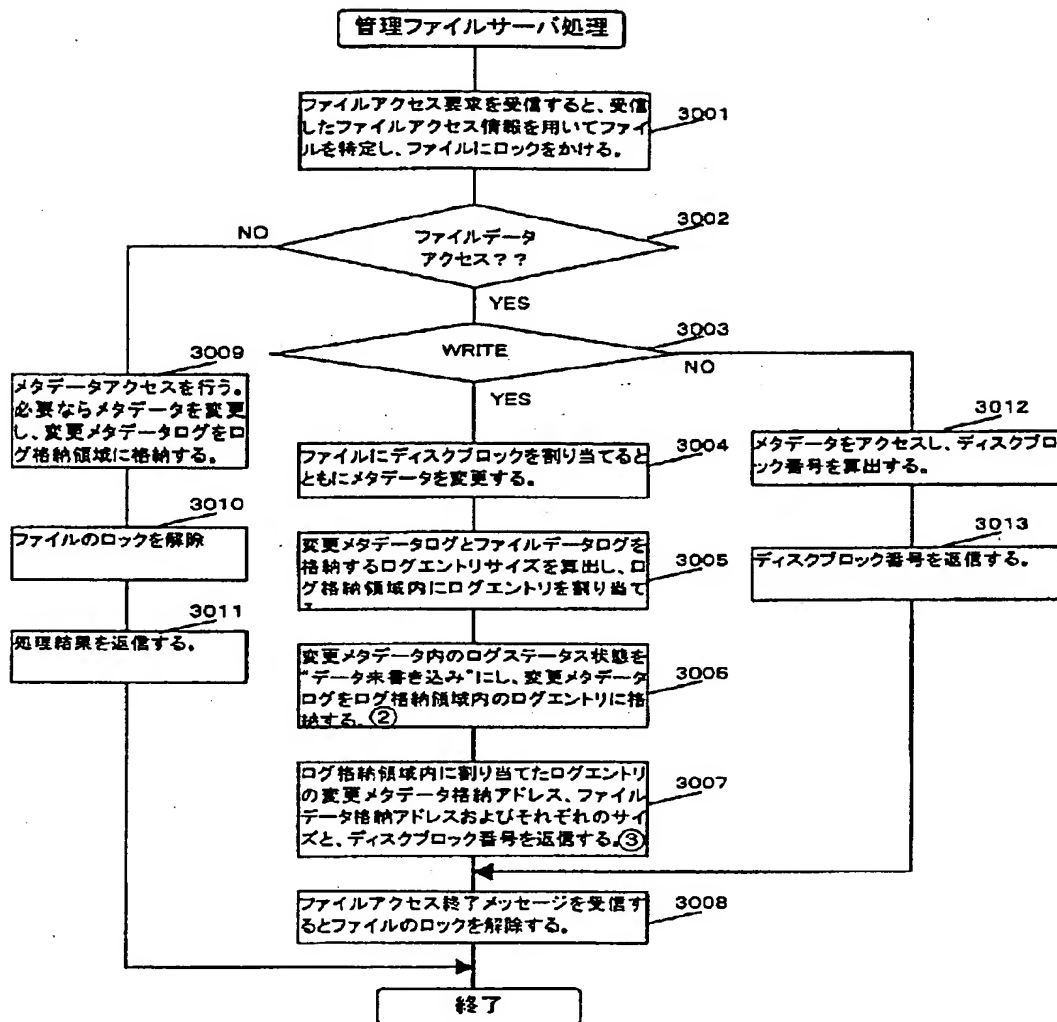 管理ファイルサーバ処理
ファイルアクセス要求を受信すると、受信
したファイルアクセス情報を用いてファイ
ルを特定し、ファイルにロックをかける。
3001
ファイルデータ
アクセス??
3002
NO
YES
WRITE
3003
NO
YES
3009
メタデータアクセスを行う。
必要ならメタデータを変更
し、変更メタデータログをロ
グ格納領域に格納する。
3010
ファイルのロックを解除
3011
処理結果を返信する。
ファイルにディスクブロックを割り当てると
ともにメタデータを変更する。
3004
変更メタデータログとファイルデータログを
格納するログエントリサイズを算出し、ロ
グ格納領域内にログエントリを割り当て
3005
変更メタデータ内のログステータス状態を
"データ未書き込み"にし、変更メタデータ
ログをログ格納領域内のログエントリに格
納する。②
3006
ログ格納領域内に割り当てたログエントリ
の変更メタデータ格納アドレス、ファイル
データ格納アドレスおよびそれぞれのサイ
ズと、ディスクブロック番号を返信する。③
3007
3012
メタデータをアクセスし、ディスクブロ
ック番号を算出する。
3013
ディスクブロック番号を返信する。
ファイルアクセス終了メッセージを受信す
るとファイルのロックを解除する。
3008
終了